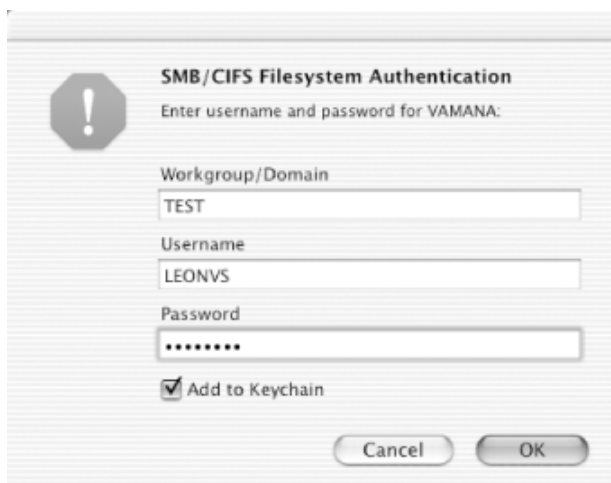 SMB/CIFS Filesystem Authentication
Enter username and password for VAMANA:
Workgroup/Domain
TEST
Username
LEONVS
Password
••••••••
Add to Keychain
Cancel OK